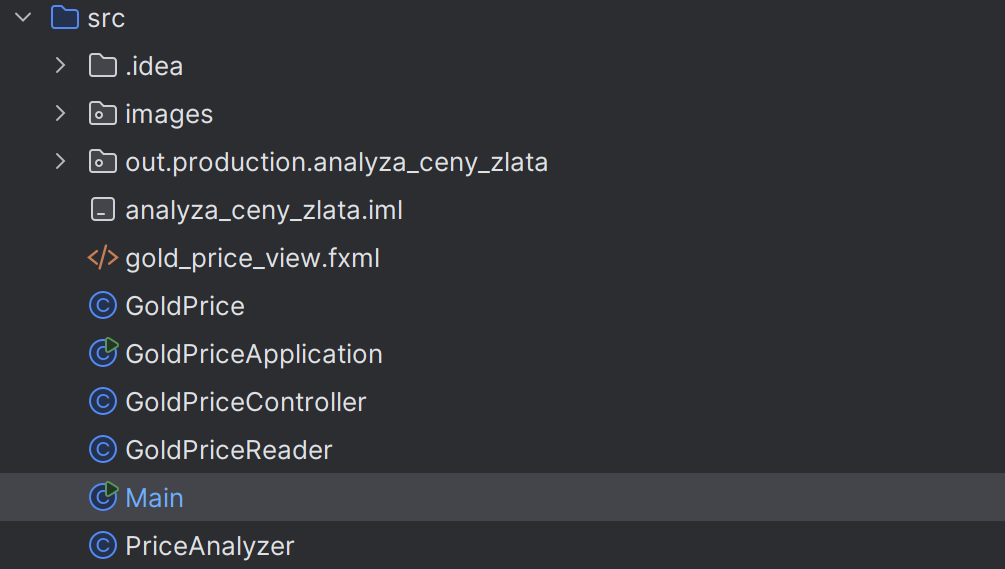 src
.idea
images
out.production.analyza_ceny_zlata
analyza_ceny_zlata.iml
gold_price_view.fxml
GoldPrice
GoldPriceApplication
GoldPriceController
GoldPriceReader
Main
PriceAnalyzer